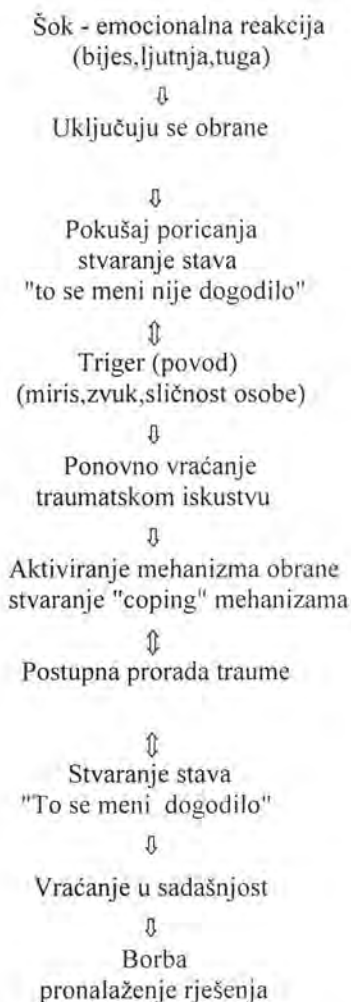 Šok - emocionalna reakcija
(bijes,ljutnja,tuga)
⇩
Uključuju se obrane
⇩
Pokušaj poricanja
stvaranje stava
"to se meni nije dogodilo"
⇕
Triger (povod)
(miris,zvuk,sličnost osobe)
⇩
Ponovno vraćanje
traumatskom iskustvu
⇩
Aktiviranje mehanizma obrane
stvaranje "coping" mehanizama
⇕
Postupna prorada traume
⇕
Stvaranje stava
"To se meni dogodilo"
⇩
Vraćanje u sadašnjost
⇩
Borba
pronalaženje rješenja